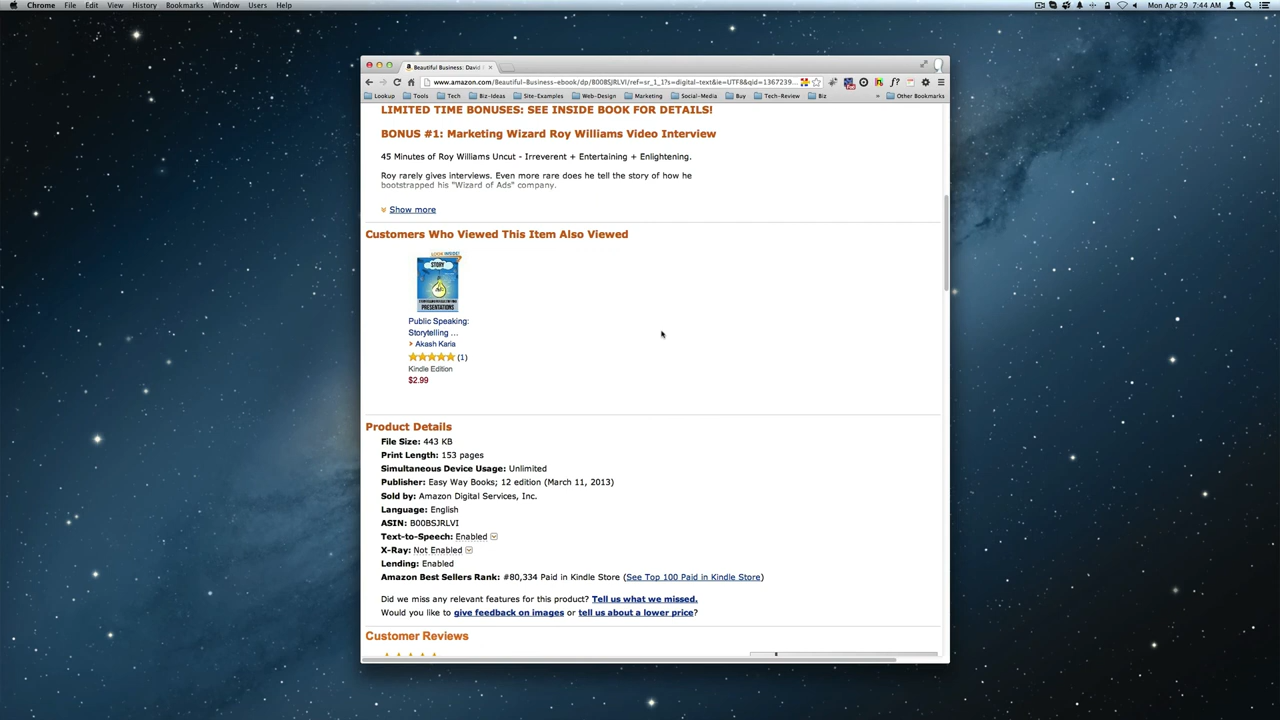 Chrome File Edit View History Bookmarks Window Users Help
Mon Apr 29 7:44 AM
Beautiful Business: David
www.amazon.com/Beautiful-Business-ebook/dp/B00BSJRLVI/ref=sr_1_1?s=digital-text&ie=UTF8&qid=1367239...
Lookup Tools Tech Biz-Ideas Site-Examples Web-Design Marketing Social-Media Buy Tech-Review Biz » Other Bookmarks
LIMITED TIME BONUSES: SEE INSIDE BOOK FOR DETAILS!
BONUS #1: Marketing Wizard Roy Williams Video Interview
45 Minutes of Roy Williams Uncut - Irreverent + Entertaining + Enlightening.
Roy rarely gives interviews. Even more rare does he tell the story of how he
bootstrapped his "Wizard of Ads" company.
Show more
Customers Who Viewed This Item Also Viewed
LOOK INSIDE!
STORY
PRESENTATIONS
Public Speaking:
Storytelling ...
Akash Karia
(1)
Kindle Edition
$2.99
Product Details
File Size: 443 KB
Print Length: 153 pages
Simultaneous Device Usage: Unlimited
Publisher: Easy Way Books; 12 edition (March 11, 2013)
Sold by: Amazon Digital Services, Inc.
Language: English
ASIN: B00BSJRLVI
Text-to-Speech: Enabled
X-Ray: Not Enabled
Lending: Enabled
Amazon Best Sellers Rank: #80,334 Paid in Kindle Store (See Top 100 Paid in Kindle Store)
Did we miss any relevant features for this product? Tell us what we missed.
Would you like to give feedback on images or tell us about a lower price?
Customer Reviews